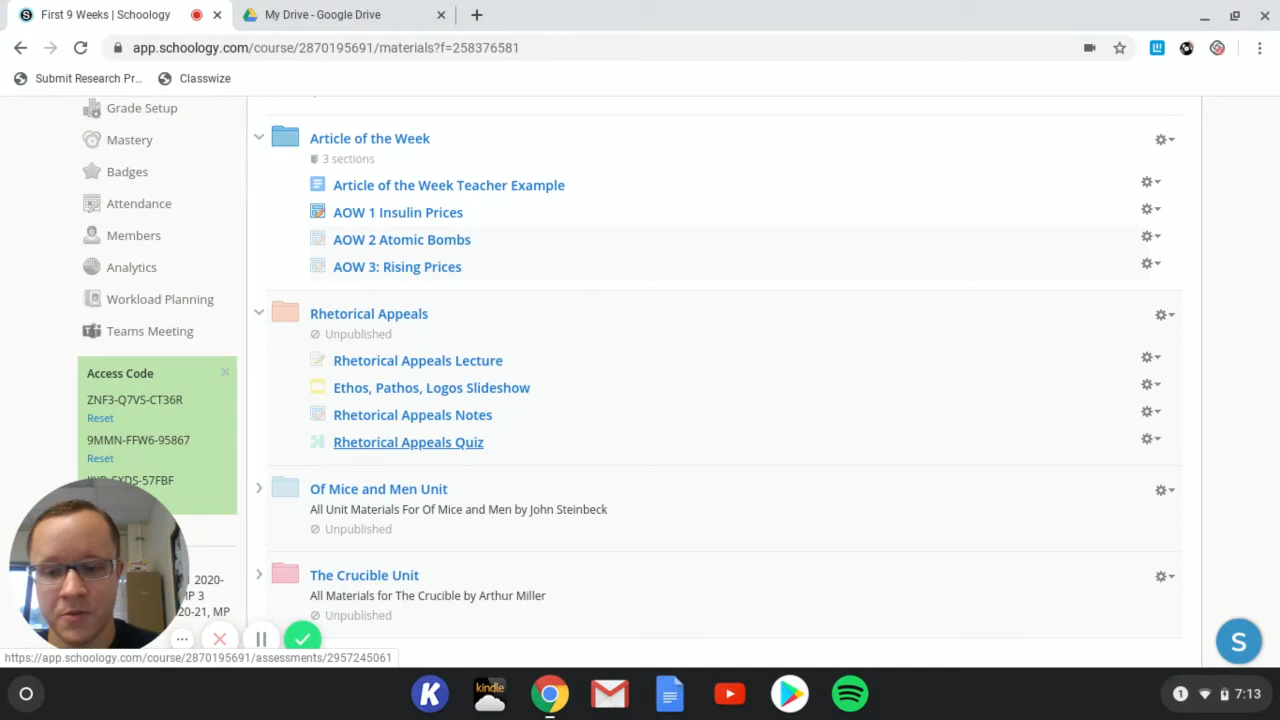 First 9 Weeks | Schoology
My Drive - Google Drive
app.schoology.com/course/2870195691/materials?f=258376581
Submit Research Pr...
Classwize
Grade Setup
Mastery
Badges
Attendance
Members
Analytics
Workload Planning
Teams Meeting
Access Code
ZNF3-Q7VS-CT36R
Reset
9MMN-FFW6-95867
Reset
SXDS-57FBF
2020-
IP 3
20-21, MP
Article of the Week
3 sections
Article of the Week Teacher Example
AOW 1 Insulin Prices
AOW 2 Atomic Bombs
AOW 3: Rising Prices
Rhetorical Appeals
Unpublished
Rhetorical Appeals Lecture
Ethos, Pathos, Logos Slideshow
Rhetorical Appeals Notes
Rhetorical Appeals Quiz
Of Mice and Men Unit
All Unit Materials For Of Mice and Men by John Steinbeck
Unpublished
The Crucible Unit
All Materials for The Crucible by Arthur Miller
Unpublished
S
https://app.schoology.com/course/2870195691/assessments/2957245061
K
kindle
1
7:13